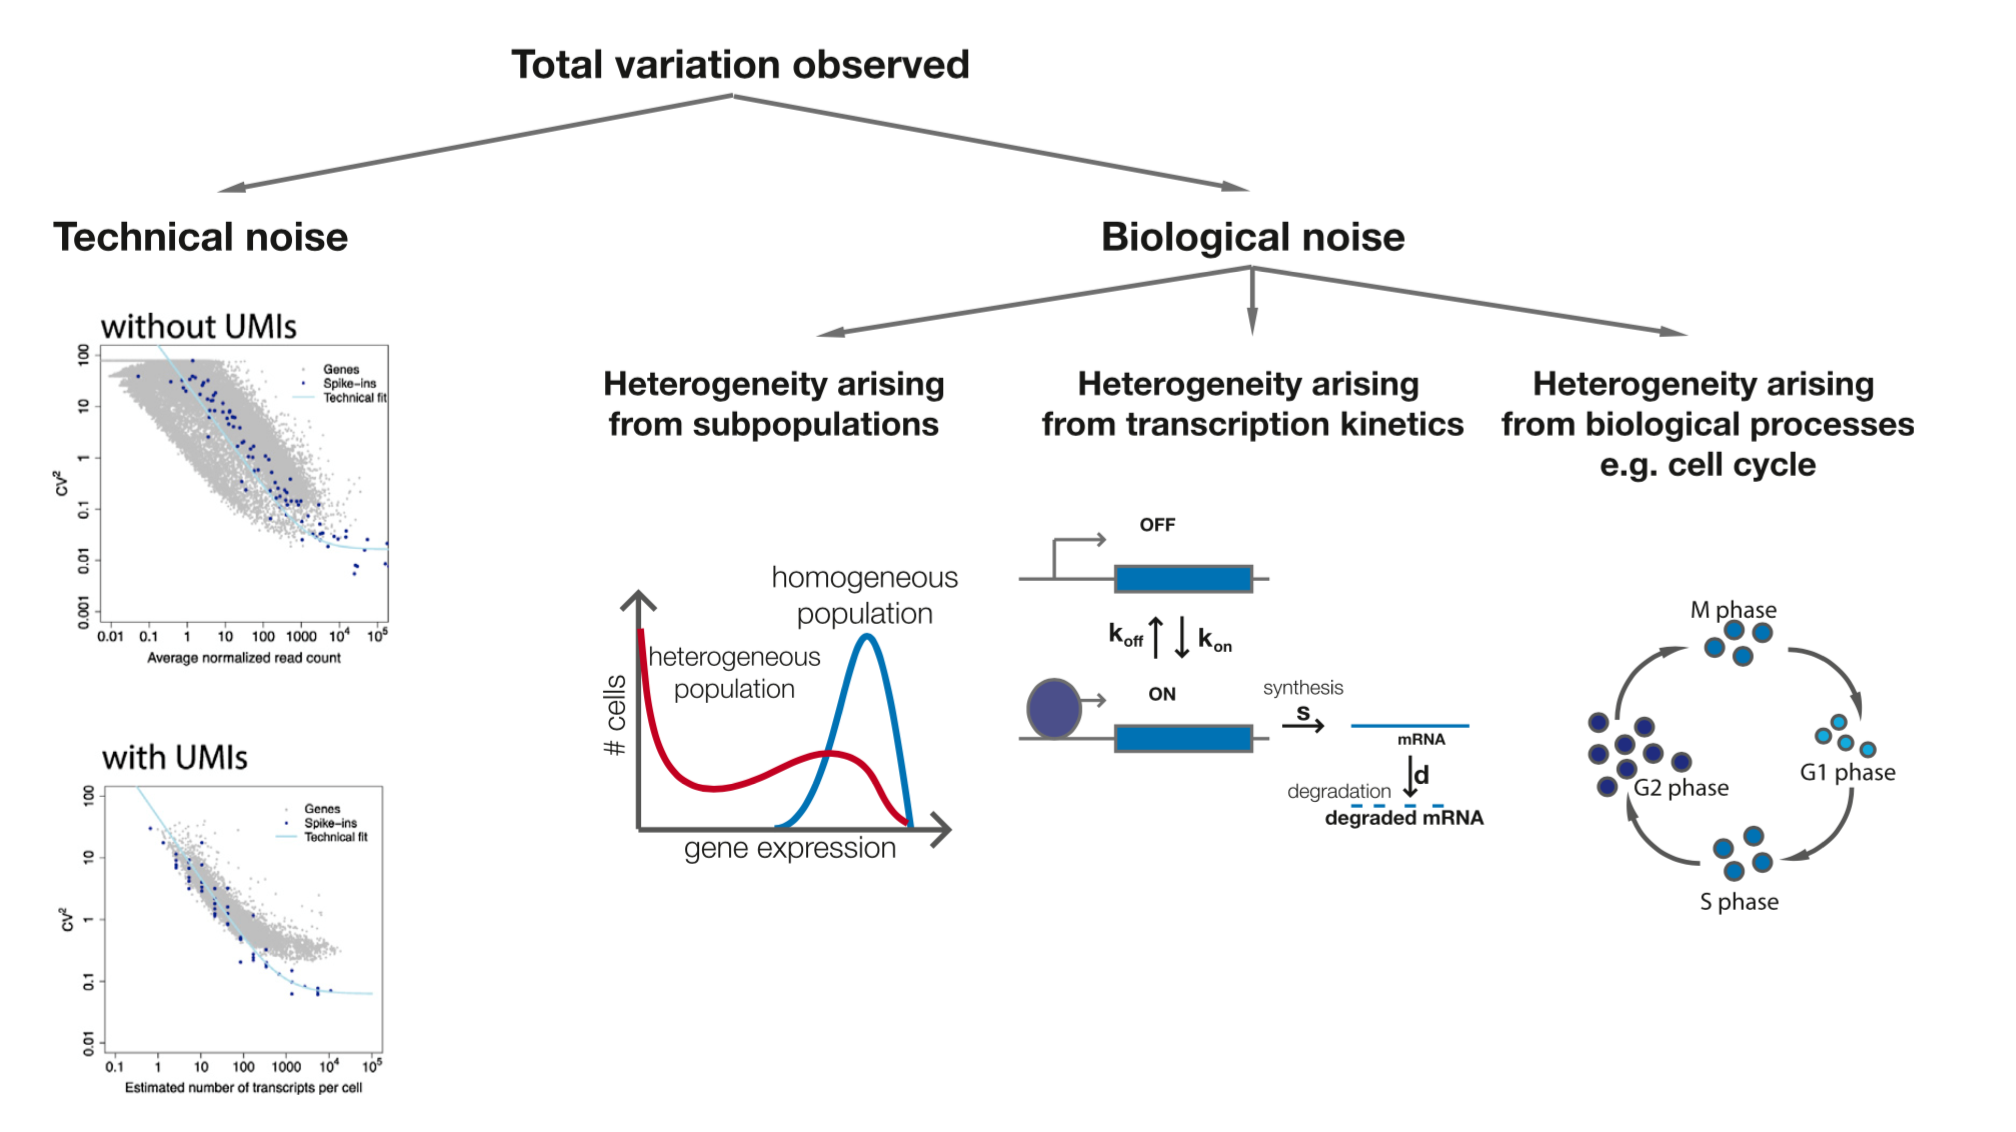 Total variation observed
Technical noise
Biological noise
without UMIs
100
10
1
0.1
0.01
0.001
CV²
Genes
Spike–ins
Technical fit
0.01 0.1 1 10 100 1000 10⁴ 10⁵
Average normalized read count
with UMIs
100
10
1
0.1
0.01
CV²
Genes
Spike–ins
Technical fit
0.1 1 10 100 1000 10⁴ 10⁵
Estimated number of transcripts per cell
Heterogeneity arising
from subpopulations
# cells
heterogeneous
population
homogeneous
population
gene expression
Heterogeneity arising
from transcription kinetics
OFF
k_off k_on
ON
synthesis
s
mRNA
d
degradation
degraded mRNA
Heterogeneity arising
from biological processes
e.g. cell cycle
M phase
G1 phase
G2 phase
S phase